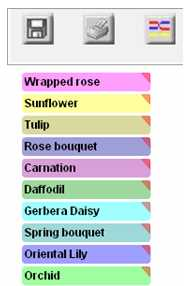 Wrapped rose
Sunflower
Tulip
Rose bouquet
Carnation
Daffodil
Gerbera Daisy
Spring bouquet
Oriental Lily
Orchid